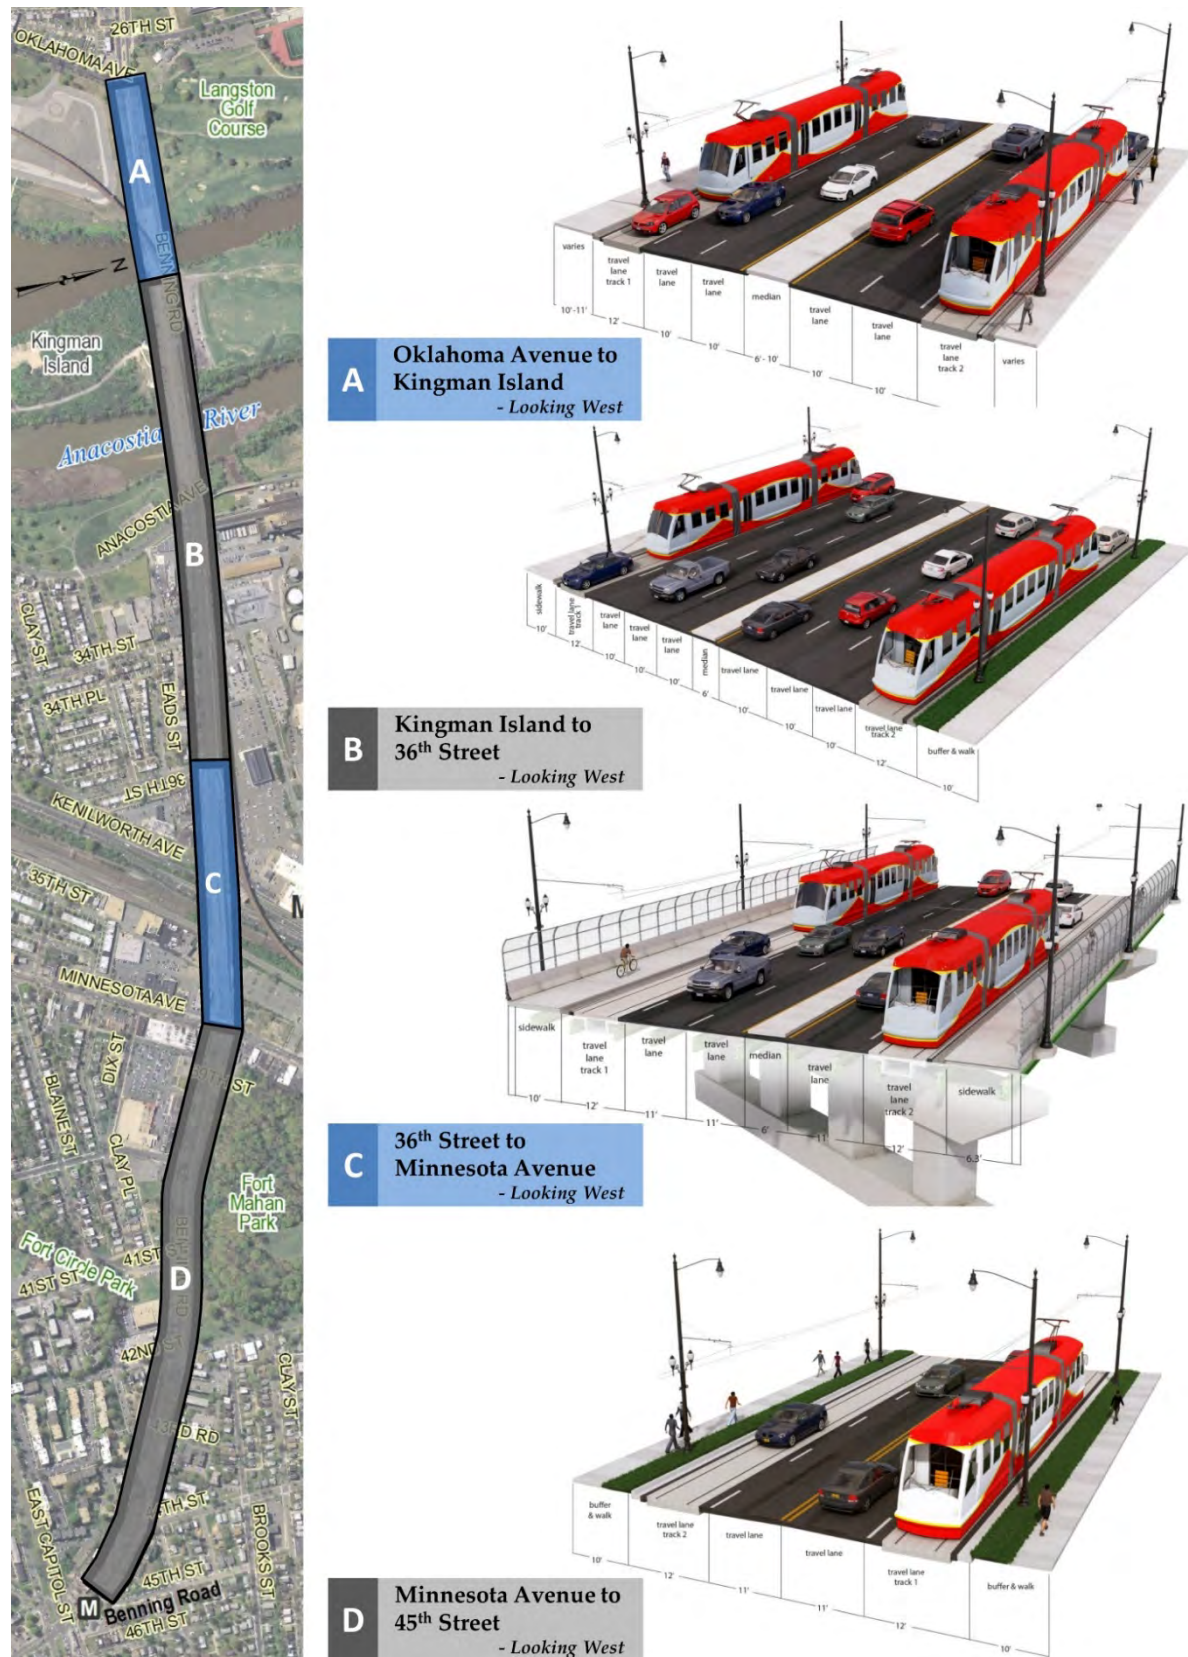 26TH ST
OKLAHOMA AVE
Langston
Golf
Course
A
BENNING RD
N
Kingman
Island
Anacostia River
ANACOSTIA AVE
B
CLAY ST
34TH ST
34TH PL
EADS ST
36TH ST
KENILWORTH AVE
35TH ST
C
M
MINNESOTA AVE
DIX ST
BLAINE ST
CLAY PL
Fort
Mahan
Park
Fort Circle Park
41ST
41ST ST
D
42ND
CLAY ST
43RD RD
EAST CAPITOL ST
BROOKS ST
45TH ST
M
Benning Road
46TH ST
varies
travel
lane
track 1
travel
lane
travel
lane
median
travel
lane
travel
lane
travel
lane
track 2
varies
10'-11'
12'
10'
10'
6'- 10'
10'
10'
A
Oklahoma Avenue to
Kingman Island
- Looking West
sidewalk
travel lane
track 1
travel
lane
travel
lane
travel
lane
median
travel lane
travel lane
travel lane
travel lane
track 2
buffer & walk
10'
12'
10'
10'
10'
6'
10'
10'
10'
12'
10'
B
Kingman Island to
36th Street
- Looking West
sidewalk
travel
lane
track 1
travel
lane
travel
lane
median
travel
lane
travel
lane
track 2
sidewalk
10'
12'
11'
11'
6'
11'
12'
6.3'
C
36th Street to
Minnesota Avenue
- Looking West
buffer
& walk
travel lane
track 2
travel lane
travel lane
travel lane
track 1
buffer & walk
10'
12'
11'
11'
12'
10'
D
Minnesota Avenue to
45th Street
- Looking West